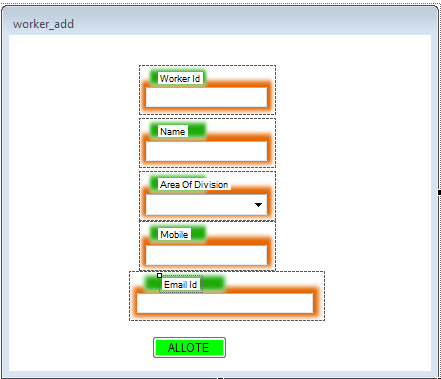 worker_add
Worker Id
Name
Area Of Division
Mobile
Email Id
ALLOTE